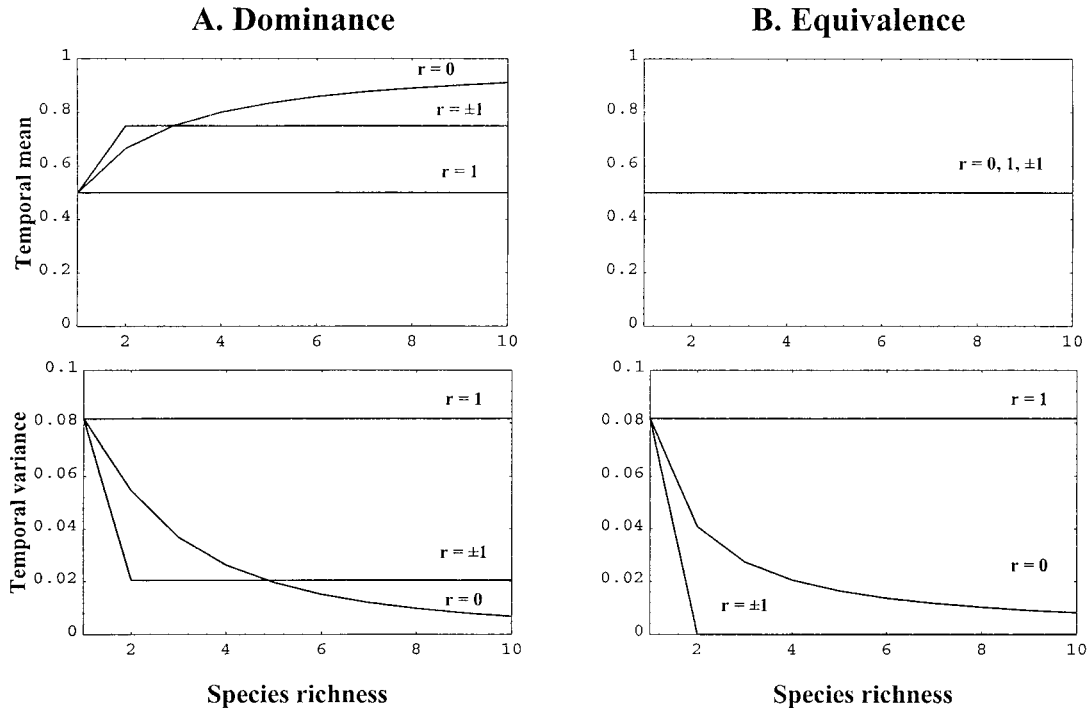 A. Dominance
B. Equivalence
Temporal mean
1
0.8
0.6
0.4
0.2
0
r = 0
r = ±1
r = 1
2
4
6
8
10
1
0.8
0.6
0.4
0.2
0
r = 0, 1, ±1
2
4
6
8
10
Temporal variance
0.1
0.08
0.06
0.04
0.02
0
r = 1
r = ±1
r = 0
2
4
6
8
10
Species richness
0.1
0.08
0.06
0.04
0.02
0
r = 1
r = 0
r = ±1
2
4
6
8
10
Species richness